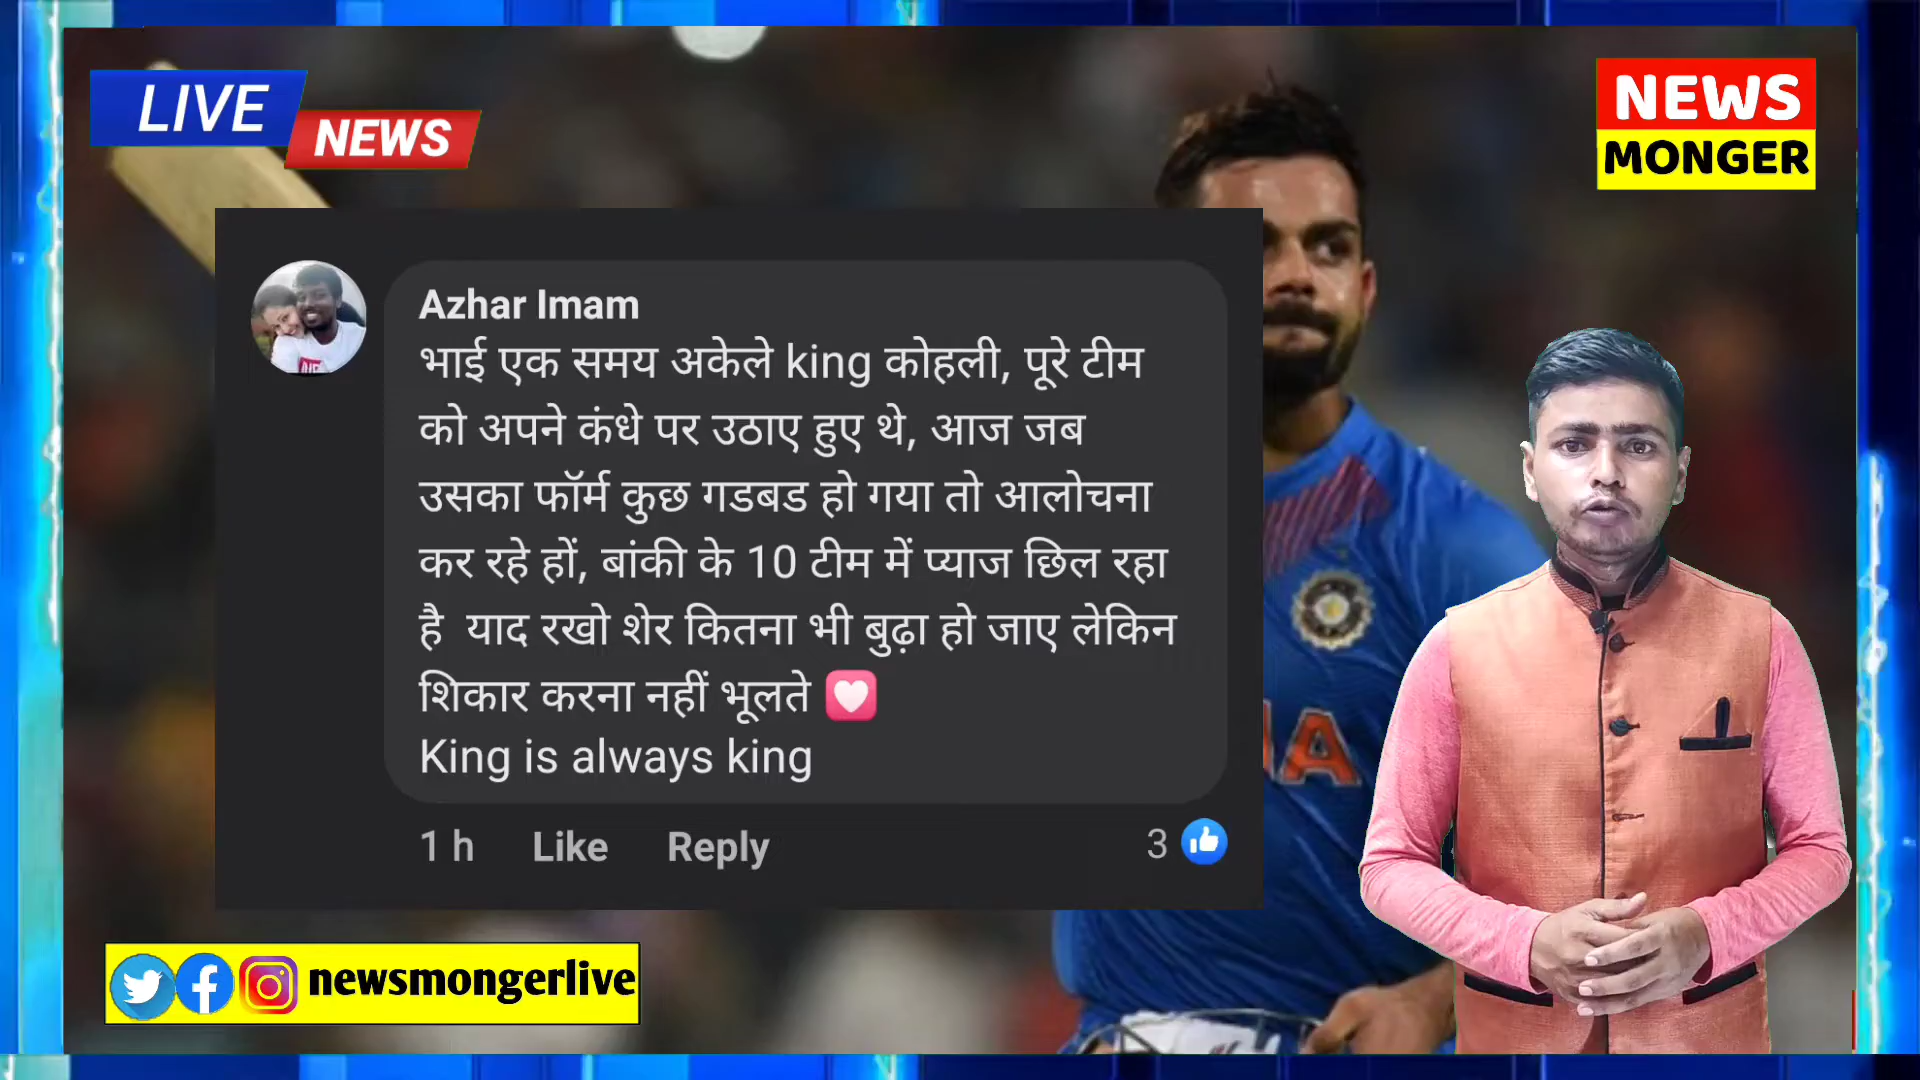 LIVE
NEWS
NEWS
MONGER
Azhar Imam
भाई एक समय अकेले king कोहली, पूरे टीम
को अपने कंधे पर उठाए हुए थे, आज जब
उसका फॉर्म कुछ गडबड हो गया तो आलोचना
कर रहे हों, बांकी के 10 टीम में प्याज छिल रहा
है याद रखो शेर कितना भी बुढ़ा हो जाए लेकिन
शिकार करना नहीं भूलते 💟
King is always king
1 h Like Reply 3
A
newsmongerlive